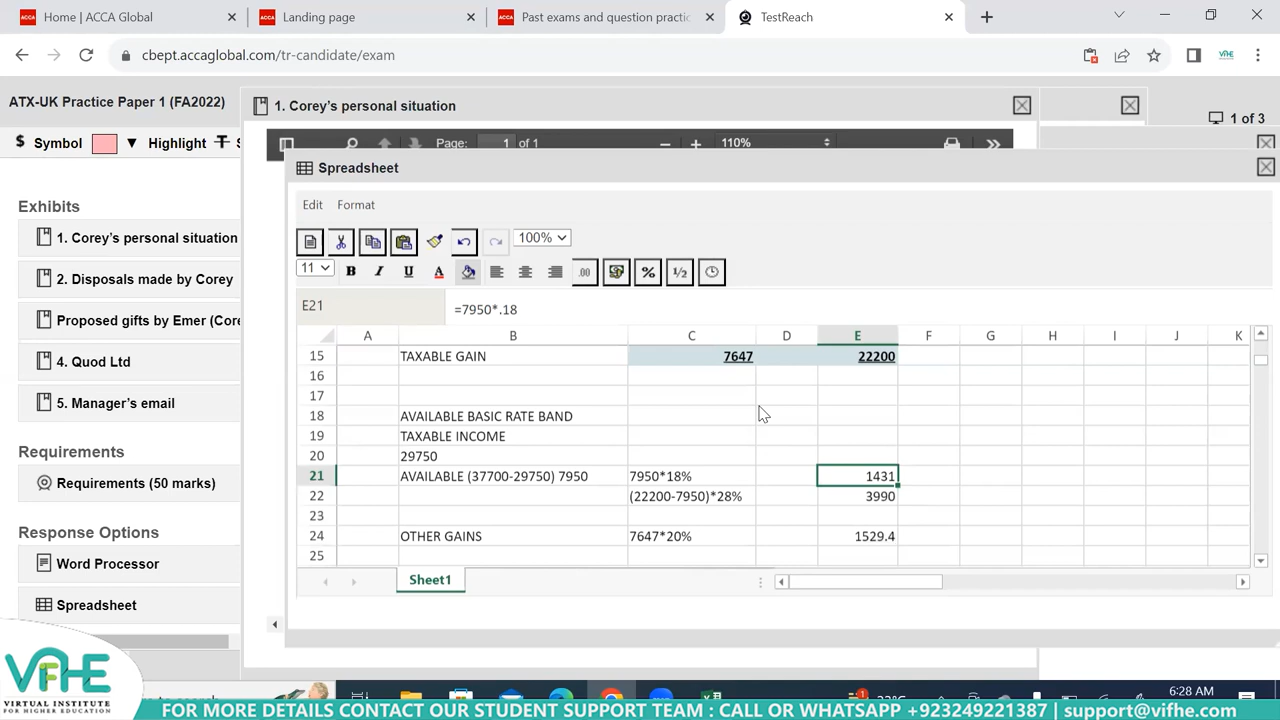 Home | ACCA Global
Landing page
Past exams and question practic
TestReach
cbept.accaglobal.com/tr-candidate/exam
ATX-UK Practice Paper 1 (FA2022)
1. Corey's personal situation
1 of 3
$ Symbol
Highlight
T S
Page: 1 of 1
110%
Spreadsheet
Edit Format
100%
11
B I U A
.00 % 1/2
E21
=7950*.18
A B C D E F G H I J K
15 TAXABLE GAIN 7647 22200
16
17
18 AVAILABLE BASIC RATE BAND
19 TAXABLE INCOME
20 29750
21 AVAILABLE (37700-29750) 7950 7950*18% 1431
22 (22200-7950)*28% 3990
23
24 OTHER GAINS 7647*20% 1529.4
25
Sheet1
Exhibits
1. Corey's personal situation
2. Disposals made by Corey
Proposed gifts by Emer (Core
4. Quod Ltd
5. Manager's email
Requirements
Requirements (50 marks)
Response Options
Word Processor
Spreadsheet
to search
6:28 AM
VIFHE
VIRTUAL INSTITUTE
FOR HIGHER EDUCATION
FOR MORE DETAILS CONTACT OUR STUDENT SUPPORT TEAM : CALL OR WHATSAPP +923249221387 | support@vifhe.com